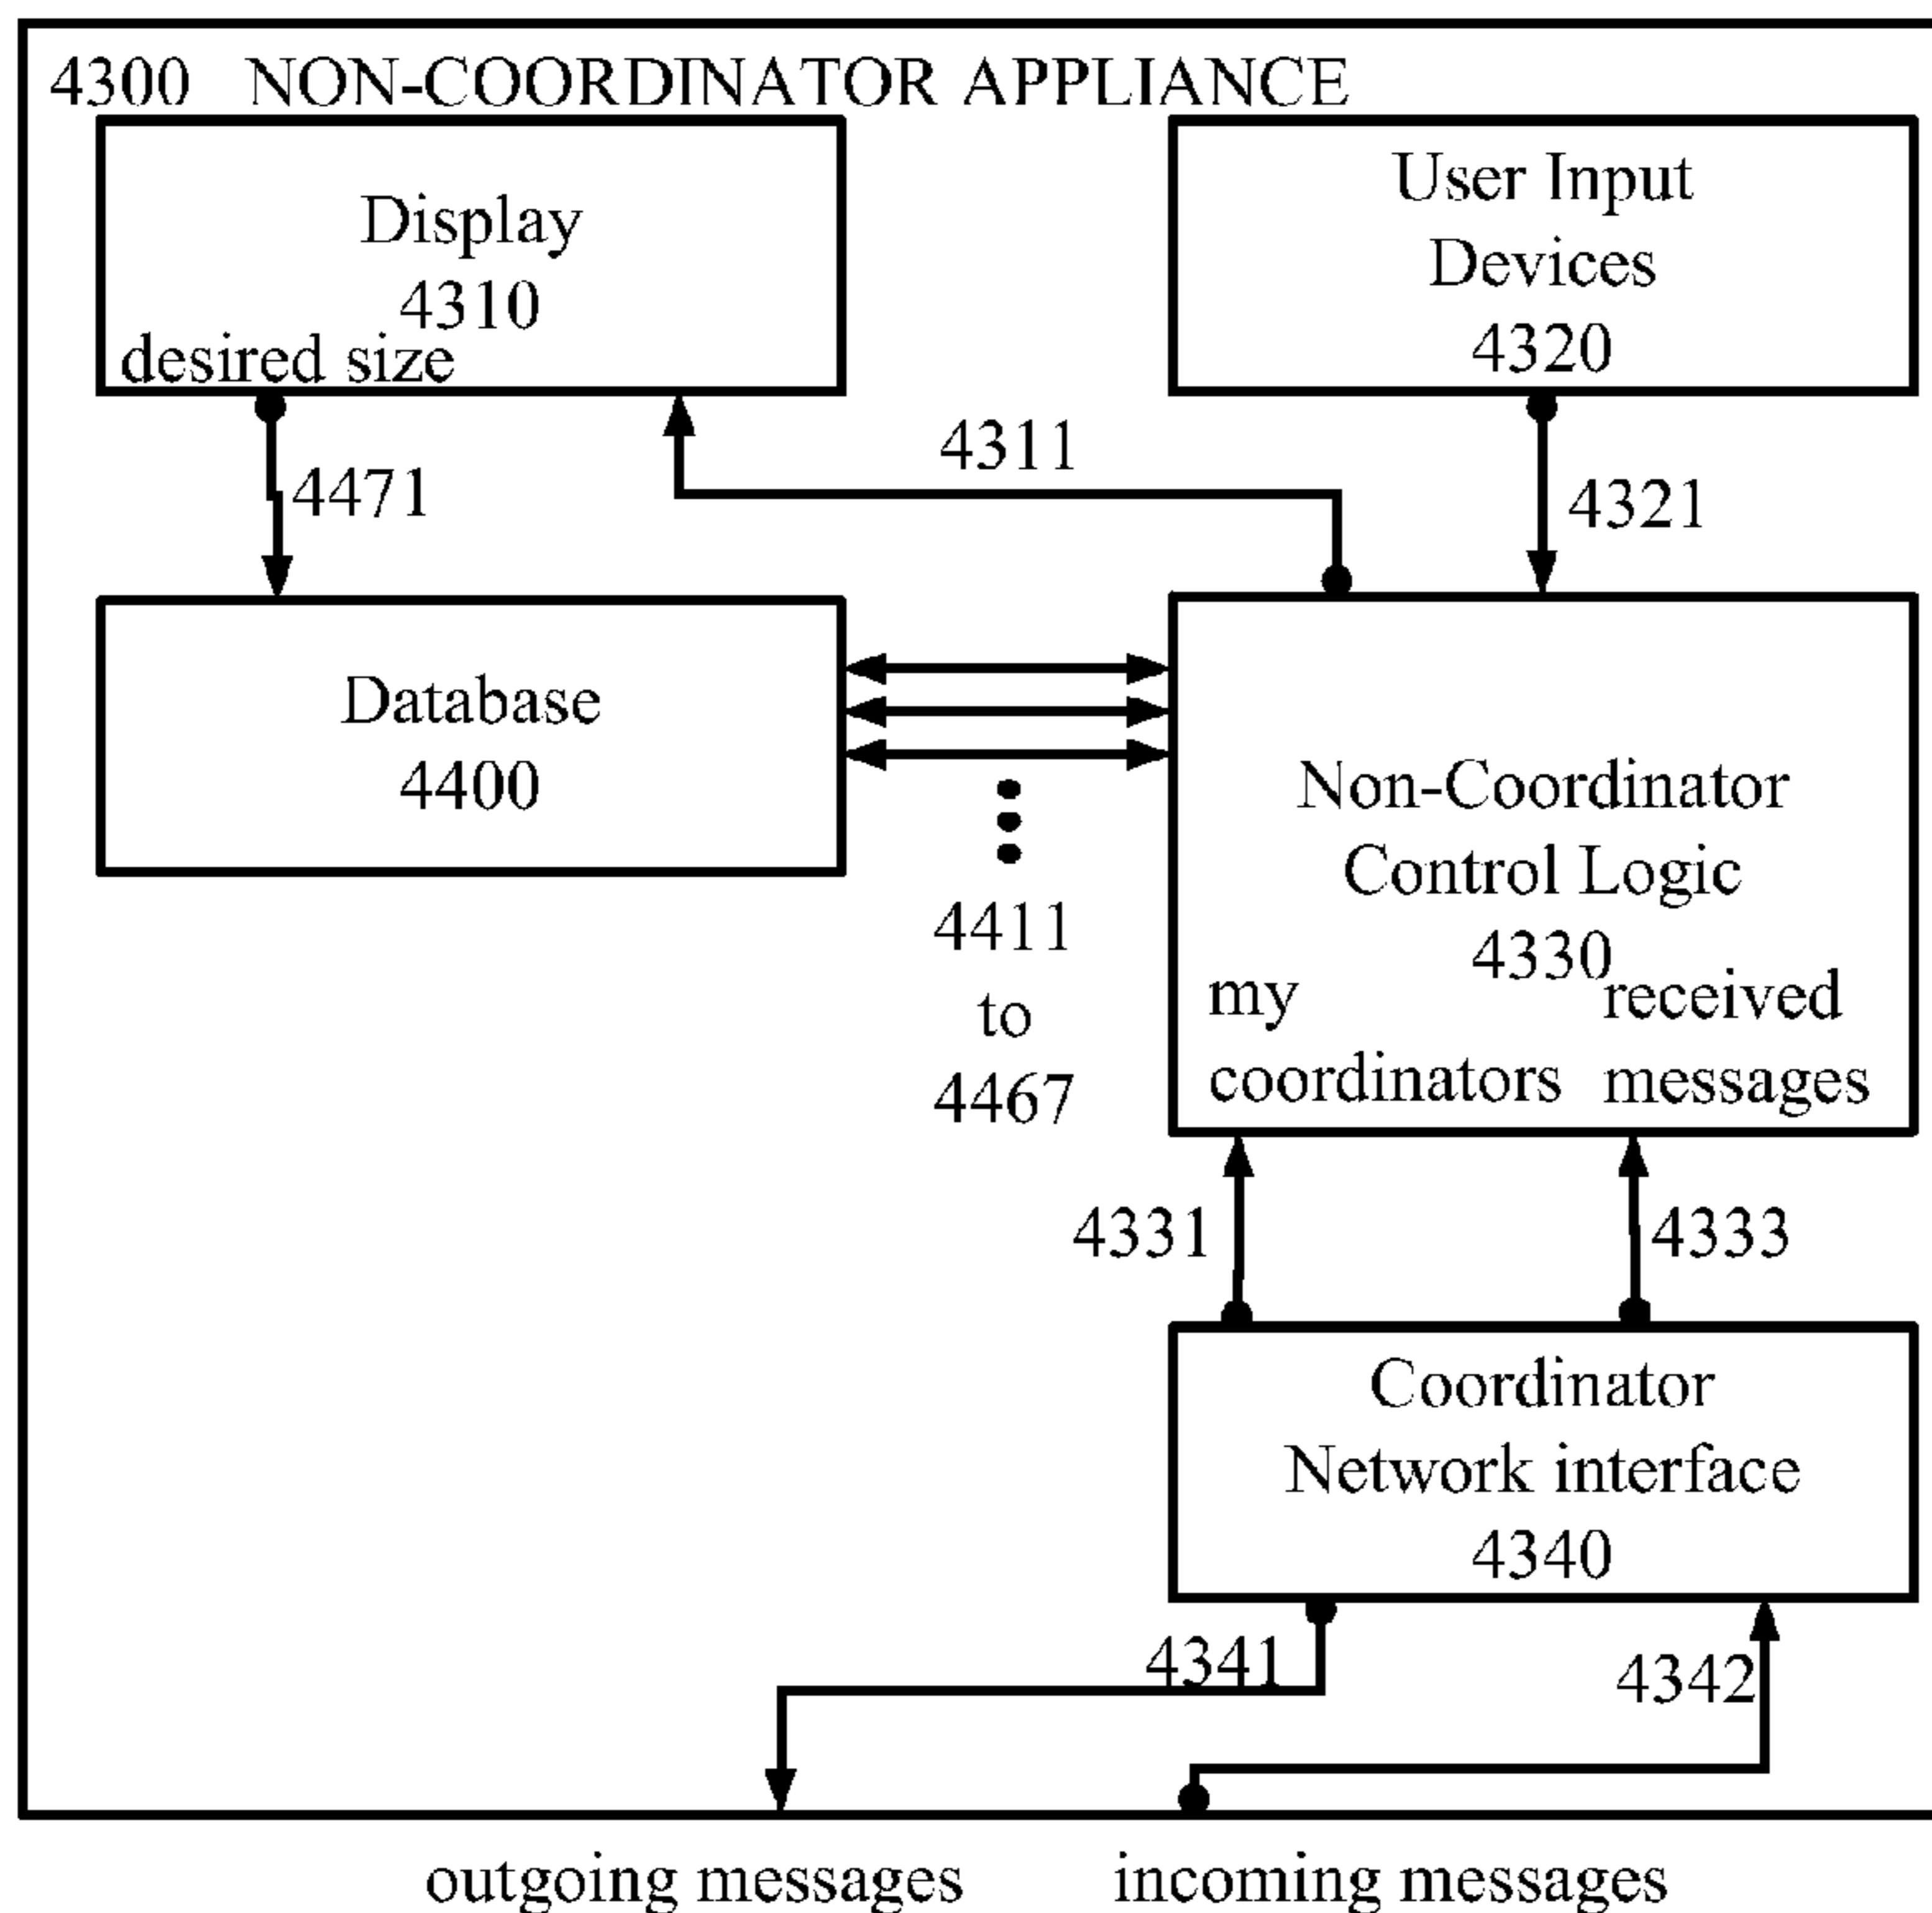 4300 NON-COORDINATOR APPLIANCE
Display
4310
desired size
User Input
Devices
4320
4471
4311
4321
Database
4400
4411
to
4467
Non-Coordinator
Control Logic
4330
my
coordinators
received
messages
4331
4333
Coordinator
Network interface
4340
4341
4342
outgoing messages
incoming messages